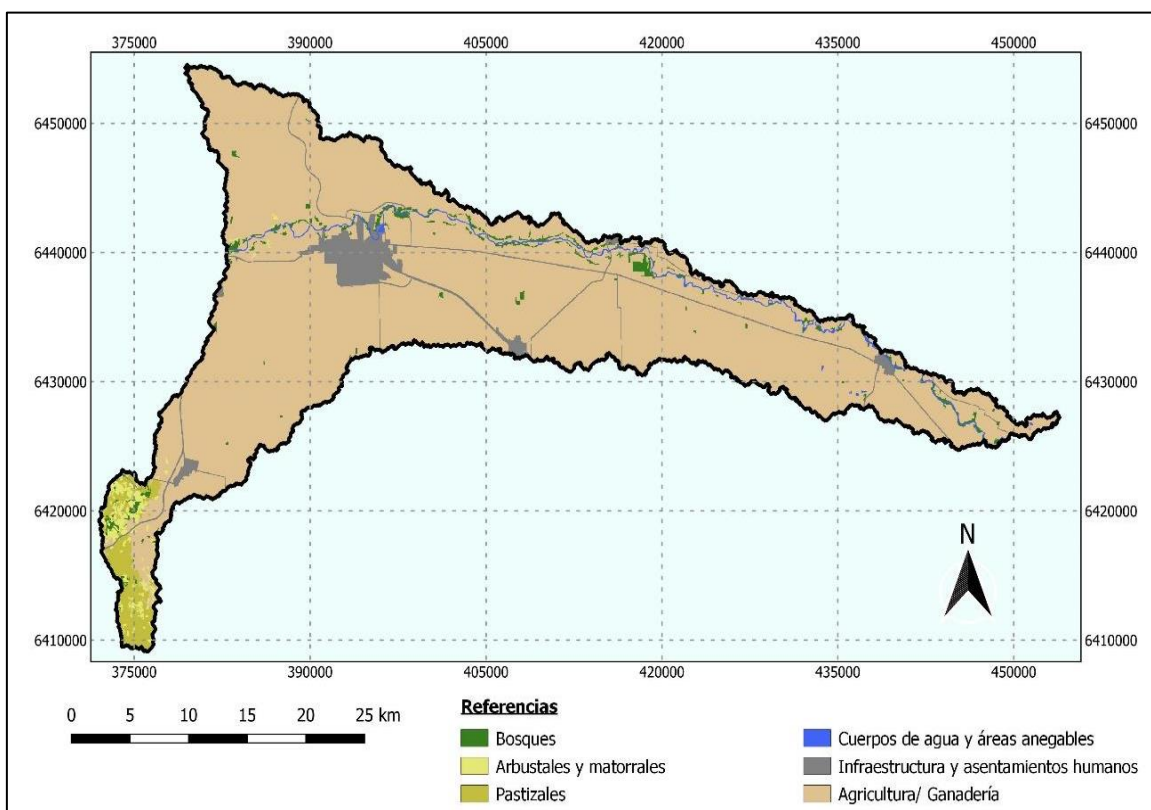 375000 390000 405000 420000 435000 450000
6450000 6450000
6440000 6440000
6430000 6430000
6420000 6420000
N
6410000 6410000
375000 390000 405000 420000 435000 450000
0 5 10 15 20 25 km
Referencias
Bosques
Arbustales y matorrales
Pastizales
Cuerpos de agua y áreas anegables
Infraestructura y asentamientos humanos
Agricultura/ Ganadería